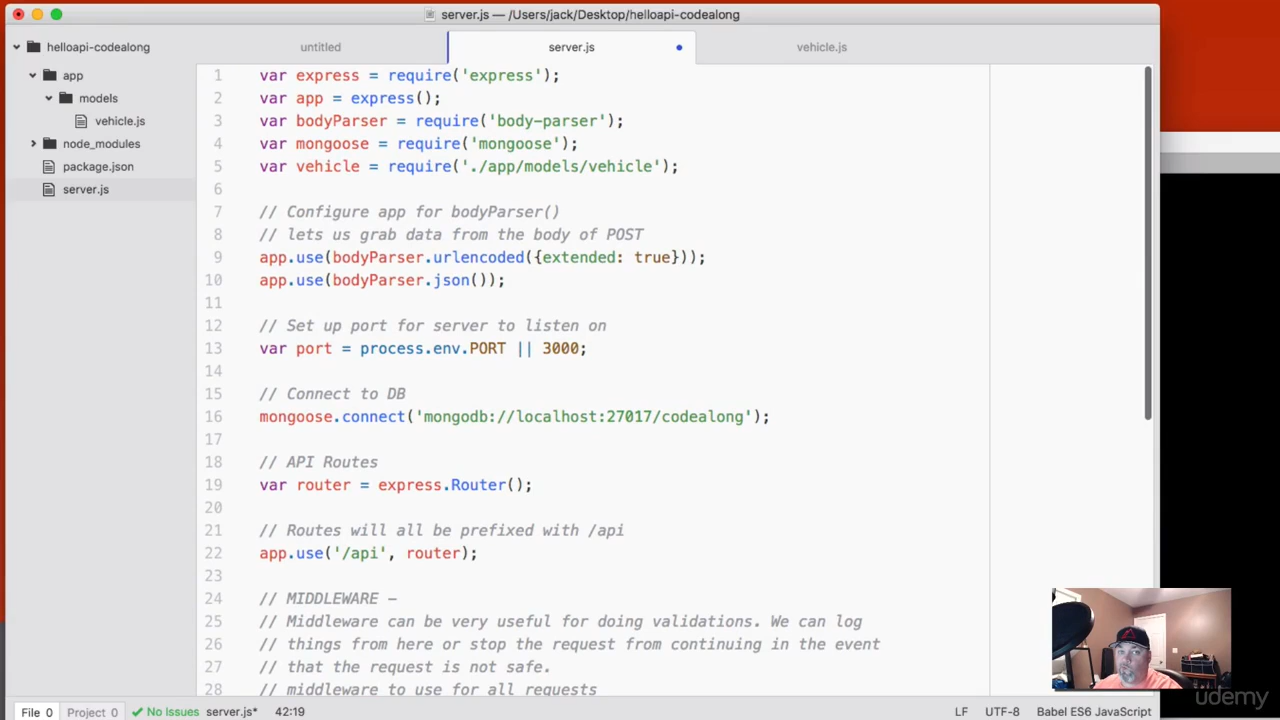 server.js — /Users/jack/Desktop/helloapi-codealong
helloapi-codealong
app
models
vehicle.js
node_modules
package.json
server.js
untitled
server.js
vehicle.js
1 var express = require('express');
2 var app = express();
3 var bodyParser = require('body-parser');
4 var mongoose = require('mongoose');
5 var vehicle = require('./app/models/vehicle');
6
7 // Configure app for bodyParser()
8 // lets us grab data from the body of POST
9 app.use(bodyParser.urlencoded({extended: true}));
10 app.use(bodyParser.json());
11
12 // Set up port for server to listen on
13 var port = process.env.PORT || 3000;
14
15 // Connect to DB
16 mongoose.connect('mongodb://localhost:27017/codealong');
17
18 // API Routes
19 var router = express.Router();
20
21 // Routes will all be prefixed with /api
22 app.use('/api', router);
23
24 // MIDDLEWARE –
25 // Middleware can be very useful for doing validations. We can log
26 // things from here or stop the request from continuing in the event
27 // that the request is not safe.
28 // middleware to use for all requests
File 0 Project 0 No Issues server.js* 42:19 LF UTF-8 Babel ES6 JavaScript
udemy